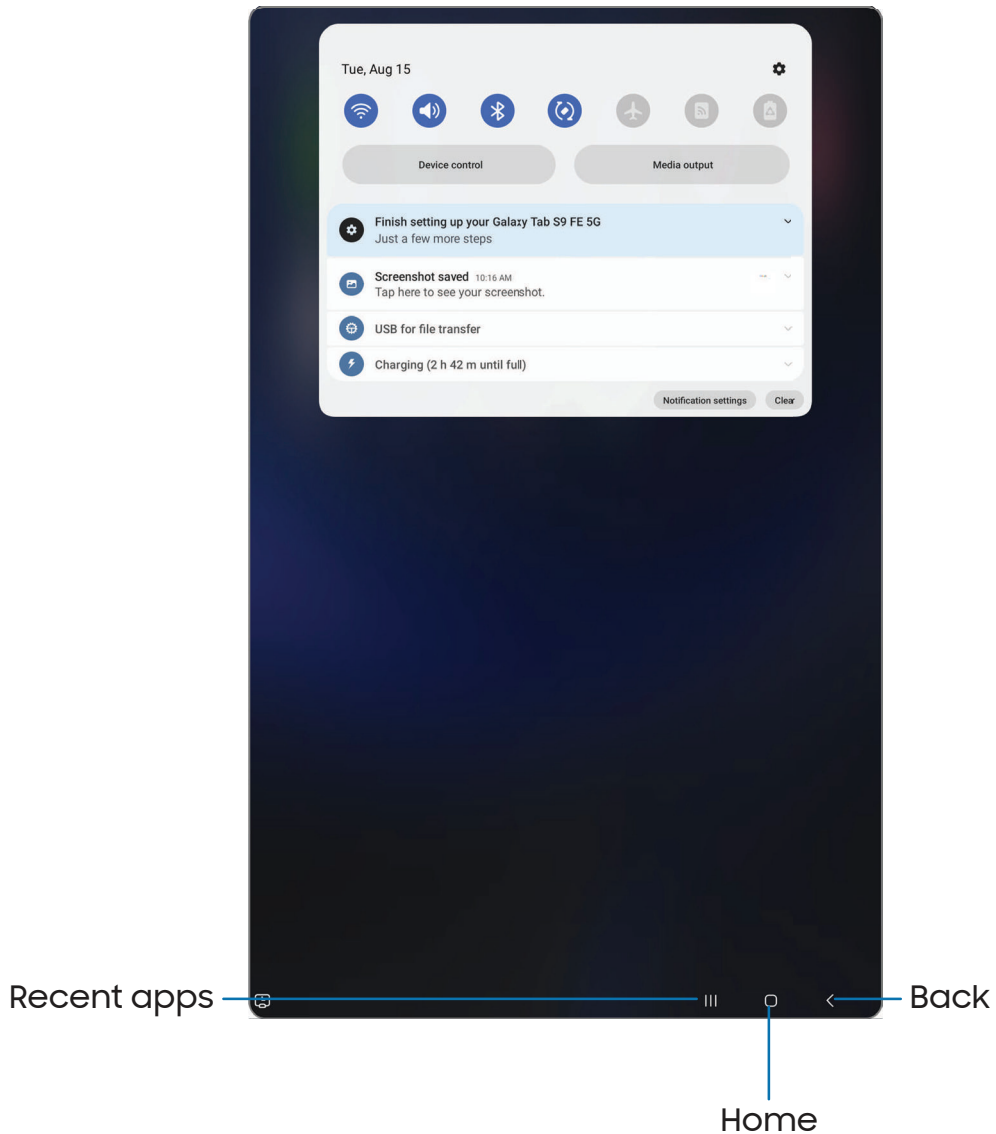 Tue, Aug 15
Device control
Media output
Finish setting up your Galaxy Tab S9 FE 5G
Just a few more steps
Screenshot saved 10:16 AM
Tap here to see your screenshot.
USB for file transfer
Charging (2 h 42 m until full)
Notification settings
Clear
Recent apps
Back
Home